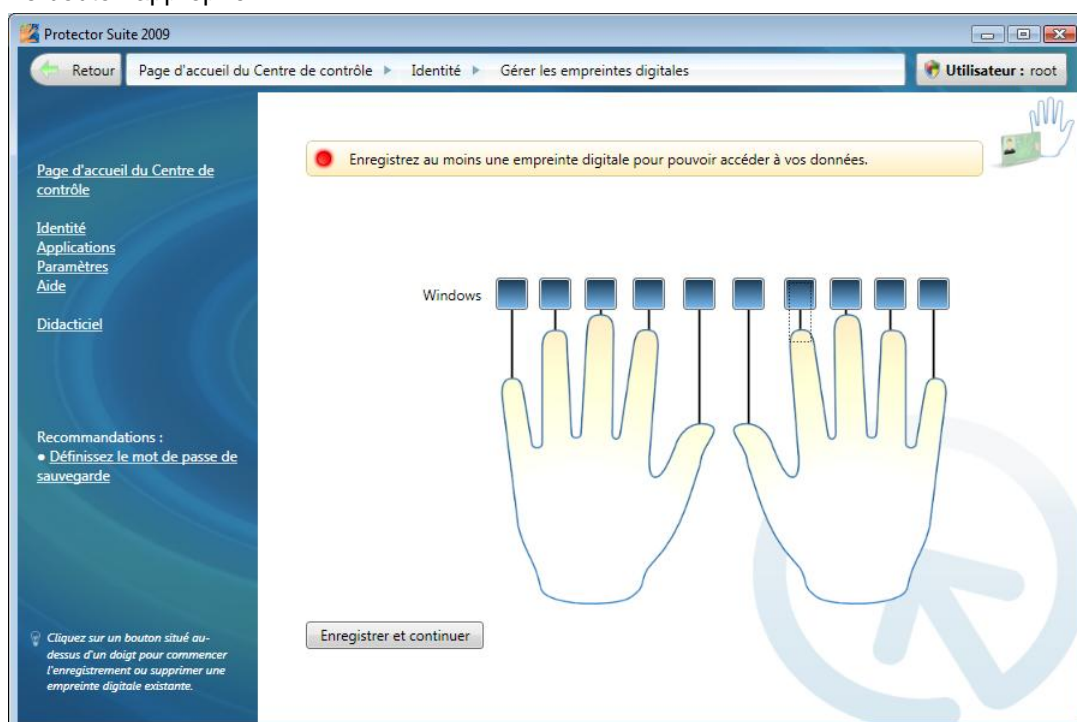 Protector Suite 2009
Retour
Page d'accueil du Centre de contrôle
Identité
Gérer les empreintes digitales
Utilisateur : root
Page d'accueil du Centre de
contrôle
Identité
Applications
Paramètres
Aide
Didacticiel
Recommandations :
• Définissez le mot de passe de
sauvegarde
Cliquez sur un bouton situé au-
dessus d'un doigt pour commencer
l'enregistrement ou supprimer une
empreinte digitale existante.
Enregistrez au moins une empreinte digitale pour pouvoir accéder à vos données.
Windows
Enregistrer et continuer